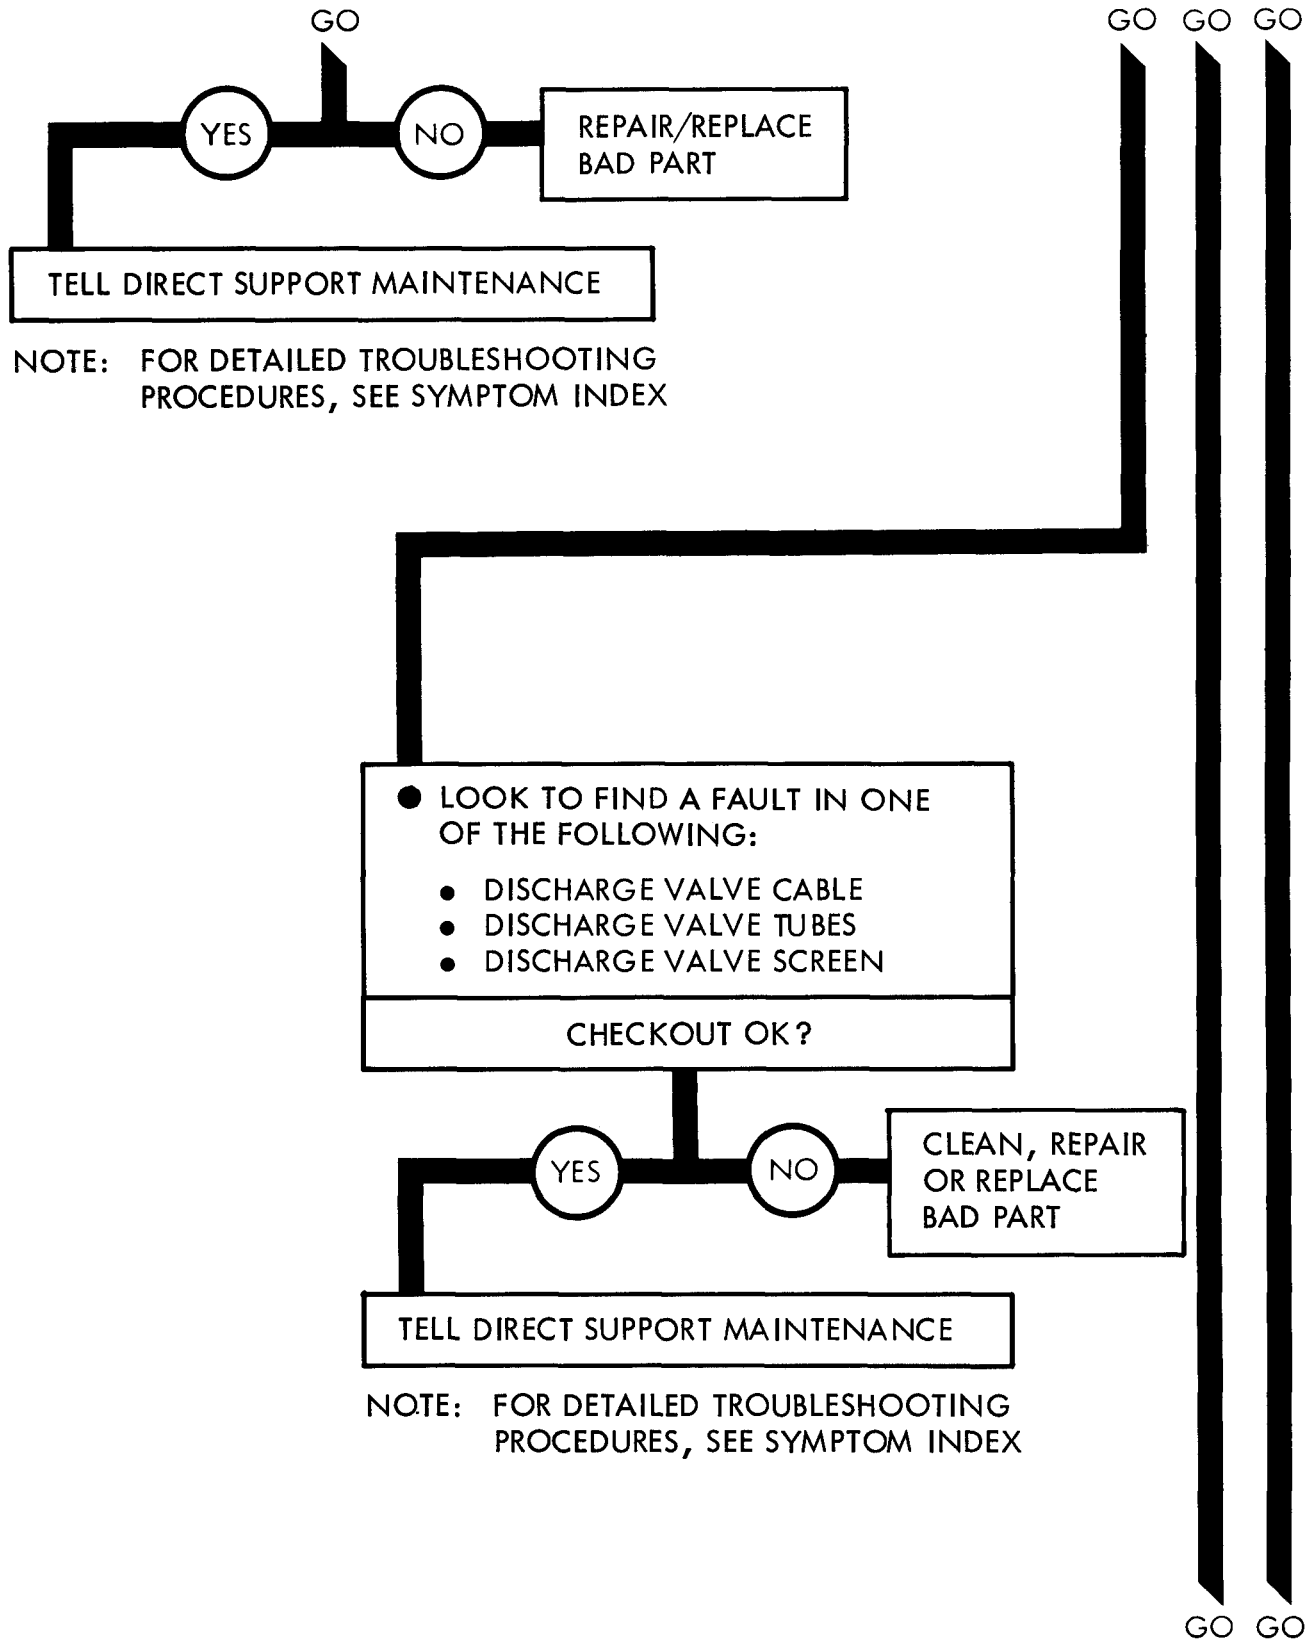 GO
GO GO GO
YES
NO
REPAIR/REPLACE
BAD PART
TELL DIRECT SUPPORT MAINTENANCE
NOTE: FOR DETAILED TROUBLESHOOTING
PROCEDURES, SEE SYMPTOM INDEX
LOOK TO FIND A FAULT IN ONE
OF THE FOLLOWING:
DISCHARGE VALVE CABLE
DISCHARGE VALVE TUBES
DISCHARGE VALVE SCREEN
CHECKOUT OK?
YES
NO
CLEAN, REPAIR
OR REPLACE
BAD PART
TELL DIRECT SUPPORT MAINTENANCE
NOTE: FOR DETAILED TROUBLESHOOTING
PROCEDURES, SEE SYMPTOM INDEX
GO GO